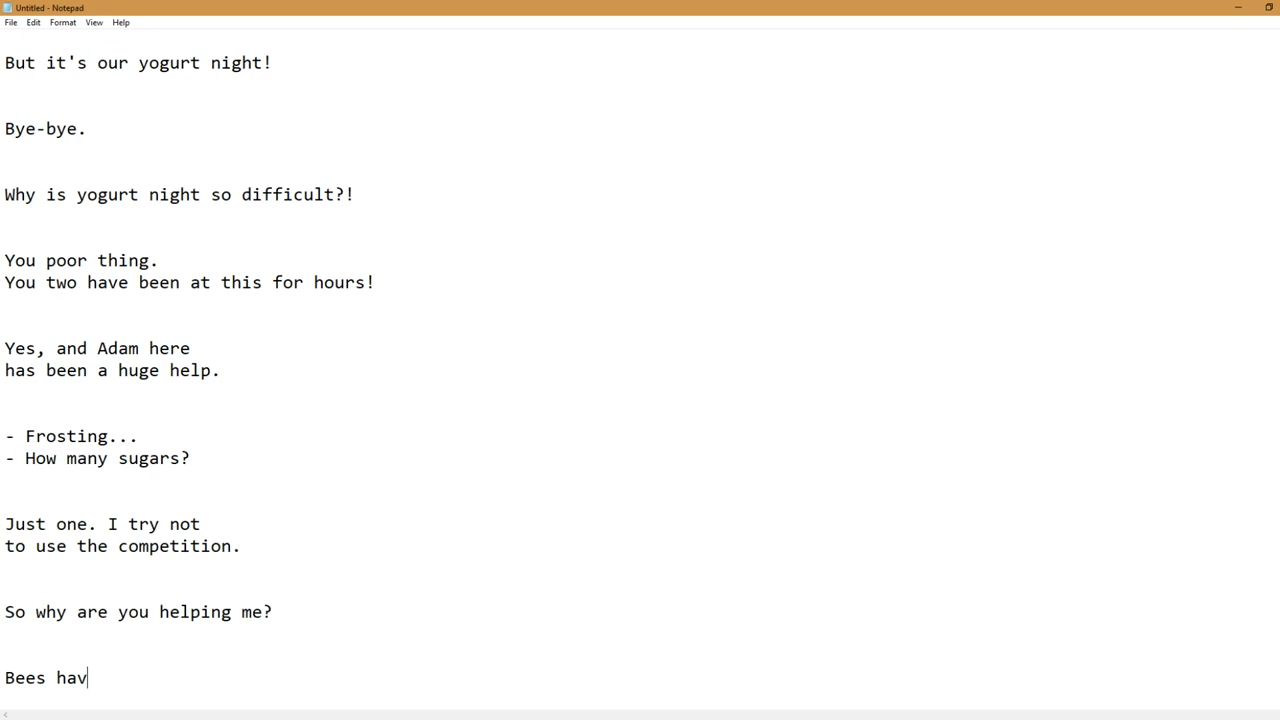 Untitled - Notepad
File Edit Format View Help
But it's our yogurt night!
Bye-bye.
Why is yogurt night so difficult?!
You poor thing.
You two have been at this for hours!
Yes, and Adam here
has been a huge help.
- Frosting...
- How many sugars?
Just one. I try not
to use the competition.
So why are you helping me?
Bees hav